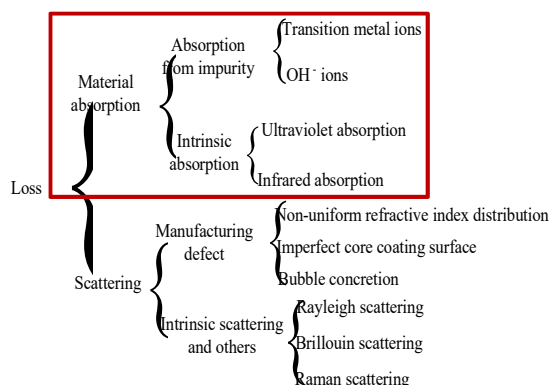 Transition metal ions
Absorption
from impurity
OH⁻ ions
Material
absorption
Ultraviolet absorption
Intrinsic
absorption
Infrared absorption
Loss
Non-uniform refractive index distribution
Manufacturing
defect
Imperfect core coating surface
Bubble concretion
Scattering
Rayleigh scattering
Intrinsic scattering
and others
Brillouin scattering
Raman scattering